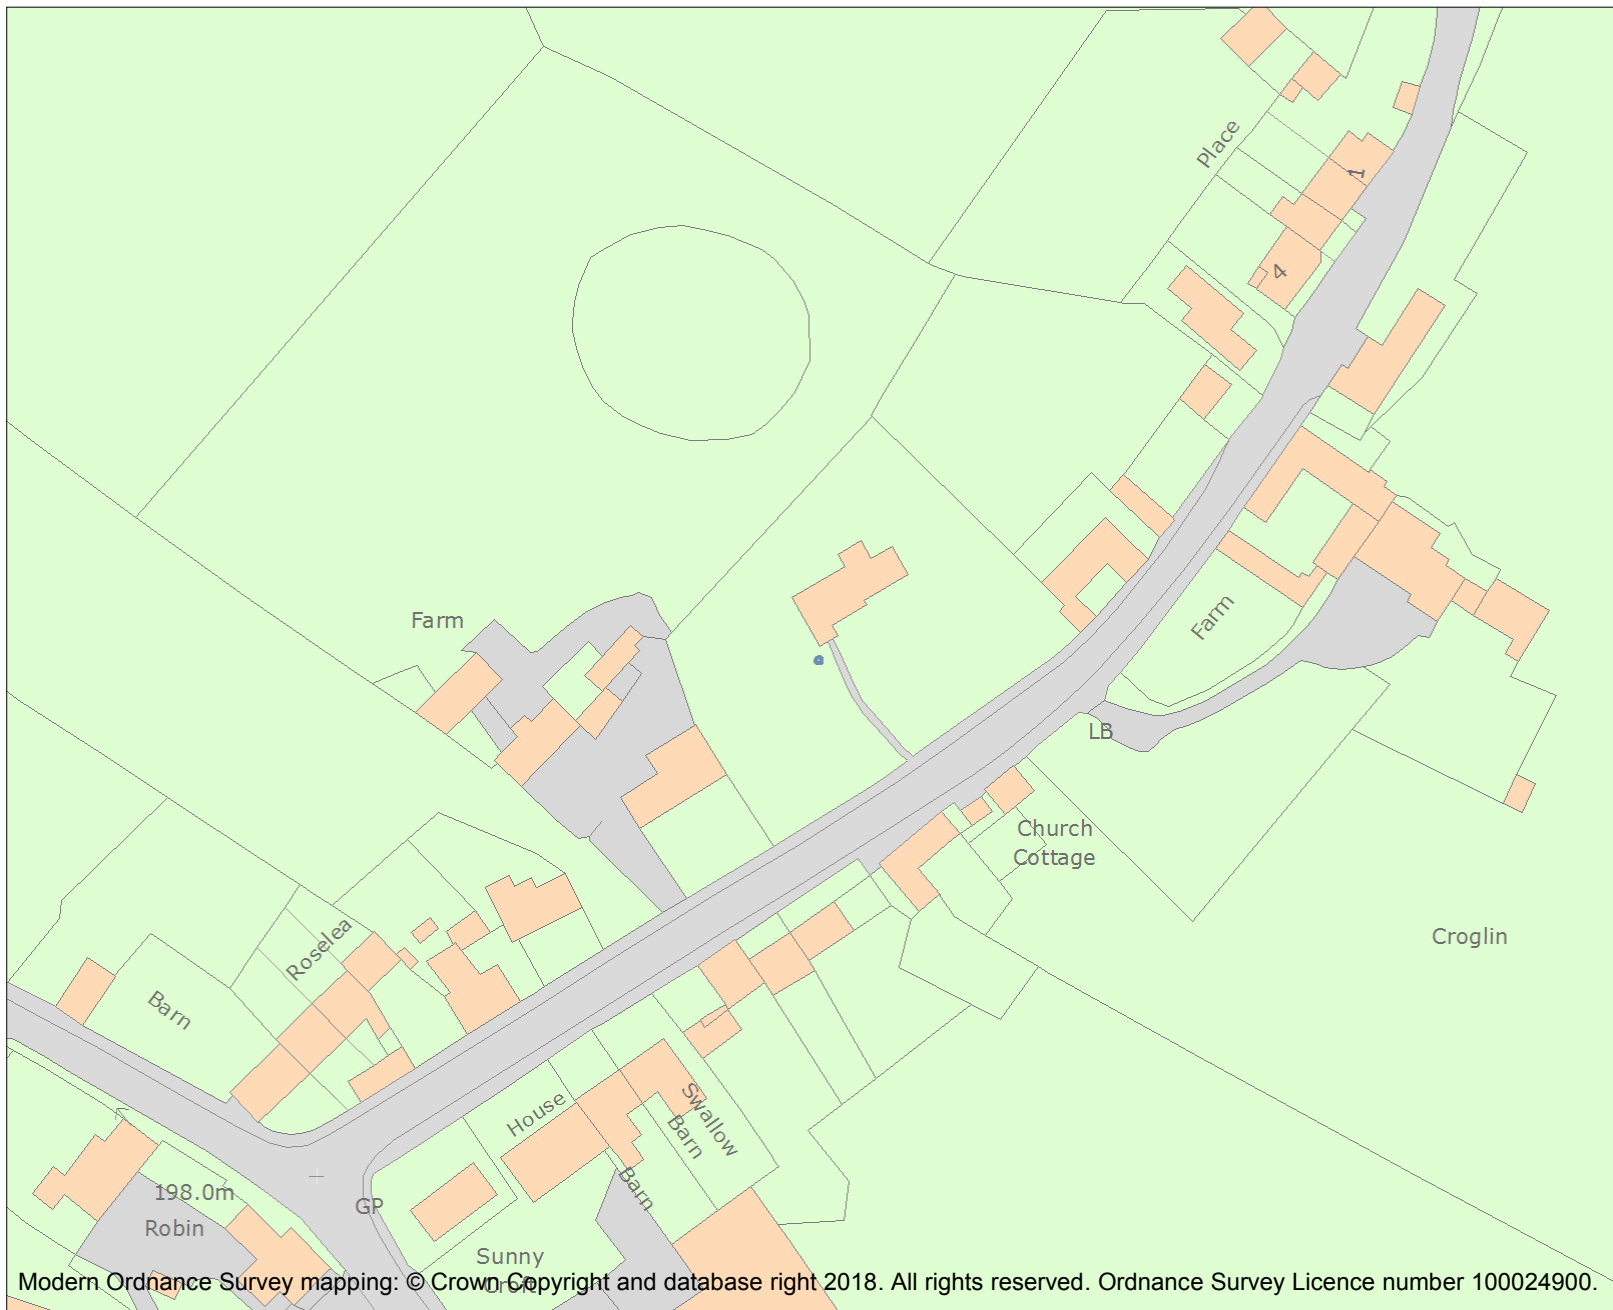 Place
1
4
Farm
Farm
LB
Church
Cottage
Croglin
Roselea
Barn
House
Swallow
Barn
Barn
198.0m
GP
Robin
Sunny
Croft
Modern Ordnance Survey mapping: © Crown Copyright and database right 2018. All rights reserved. Ordnance Survey Licence number 100024900.